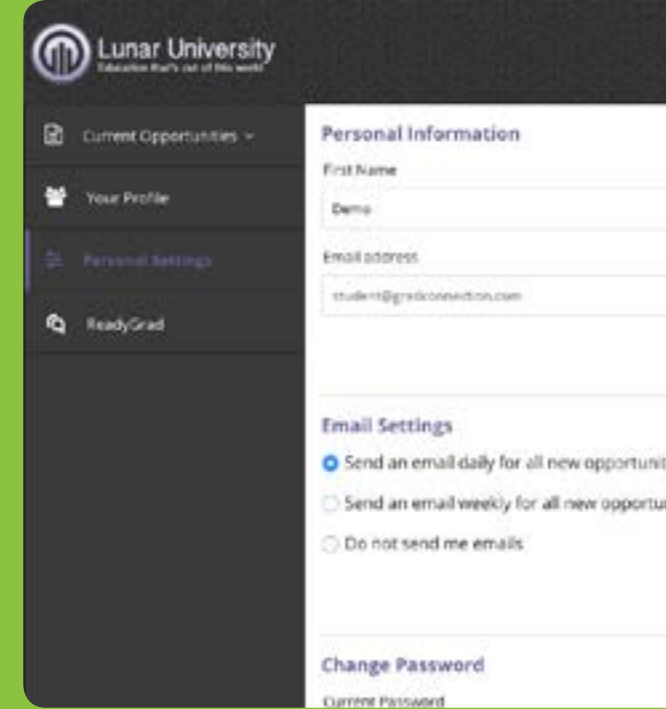 Lunar University
Education that's out of this world
Current Opportunities
Your Profile
Personal Settings
ReadyGrad
Personal Information
First Name
Demo
Email address
student@gradconnection.com
Email Settings
Send an email daily for all new opportunit
Send an email weekly for all new opportu
Do not send me emails
Change Password
Current Password